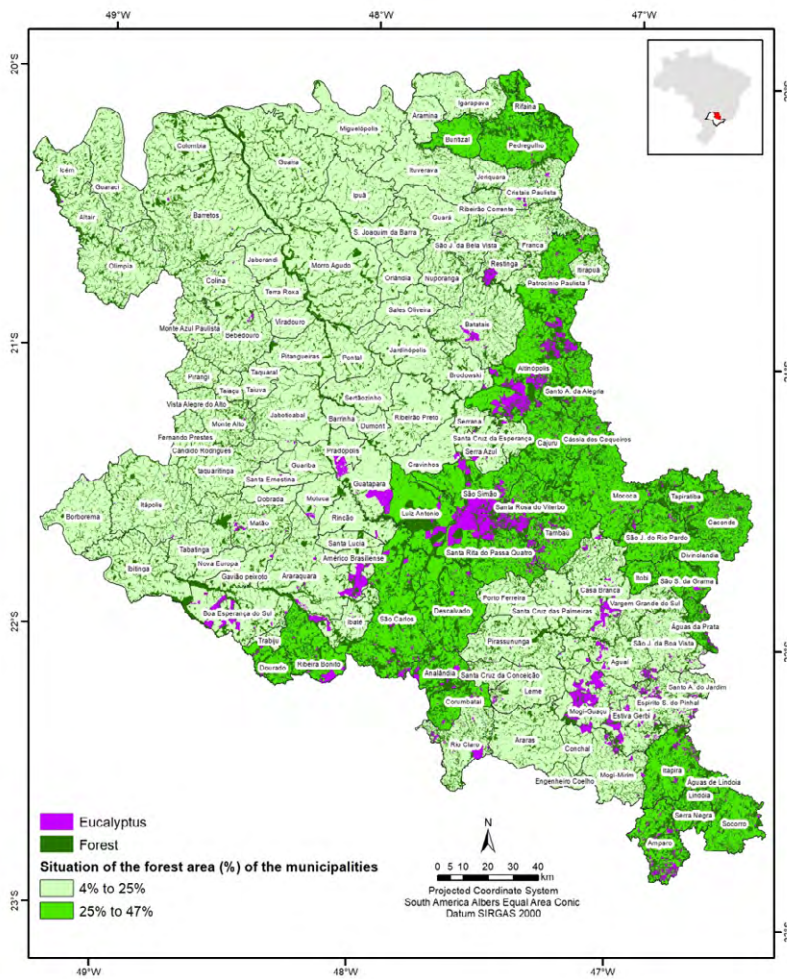 49°W 48°W 47°W
20°S
Rifaina
Igarapava
Aramina
Buritizal
Miguelópolis
Pedregulho
Colombia
Guaira
Ituverava
Jeriquara
Icém
Guaraci
Ipuã
Cristais Paulista
Ribeirão Corrente
Altair
Barretos
Guará
S. Joaquim da Barra
São J. da Bela Vista
Franca
Jaborandi
Restinga
Itirapuã
Olimpia
Morro Agudo
Colina
Orlândia
Nuporanga
Patrocínio Paulista
Terra Roxa
Sales Oliveira
Monte Azul Paulista
Viradouro
Batatais
21°S
Bebedouro
Jardinópolis
Pitangueiras
Pontal
Altinópolis
Pirangi
Taquaral
Brodowski
Taiaçu
Taiuva
Santo A. da Alegria
Sertãozinho
Vista Alegre do Alto
Jaboticabal
Barrinha
Ribeirão Preto
Monte Alto
Dumont
Serrana
Fernando Prestes
Santa Cruz da Esperança
Cajuru
Cássia dos Coqueiros
Candido Rodrigues
Pradópolis
Cravinhos
Serra Azul
Taquaritinga
Guariba
Santa Ernestina
Guatapara
São Simão
Mococa
Tapiratiba
Itápolis
Dobrada
Motuca
Santa Rosa do Viterbo
Borborema
Matão
Rincão
Luiz Antonio
Caconde
Tambaú
São J. do Rio Pardo
Santa Lucia
Tabatinga
Américo Brasiliense
Santa Rita do Passa Quatro
Divinolandia
Nova Europa
Ibitinga
Gavião peixoto
Araraquara
Itobi
São S. da Grama
Casa Branca
Porto Ferreira
Vargem Grande do Sul
22°S
Boa Esperança do Sul
Ibaté
Descalvado
Santa Cruz das Palmeiras
São Carlos
Águas da Prata
Trabiju
Pirassununga
São J. da Boa Vista
Dourado
Ribeira Bonito
Aguaí
Analândia
Santa Cruz da Conceição
Leme
Santo A. do Jardim
Corumbataí
Espirito S. do Pinhal
Mogi-Guaçu
Estiva Gerbi
Rio Claro
Araras
Conchal
Mogi-Mirim
Itapira
Engenheiro Coelho
Águas de Lindoia
Lindóia
Serra Negra
Socorro
Amparo
Eucalyptus
Forest
Situation of the forest area (%) of the municipalities
4% to 25%
25% to 47%
N
0 5 10 20 30 40
km
Projected Coordinate System
South America Albers Equal Area Conic
Datum SIRGAS 2000
23°S
49°W 48°W 47°W